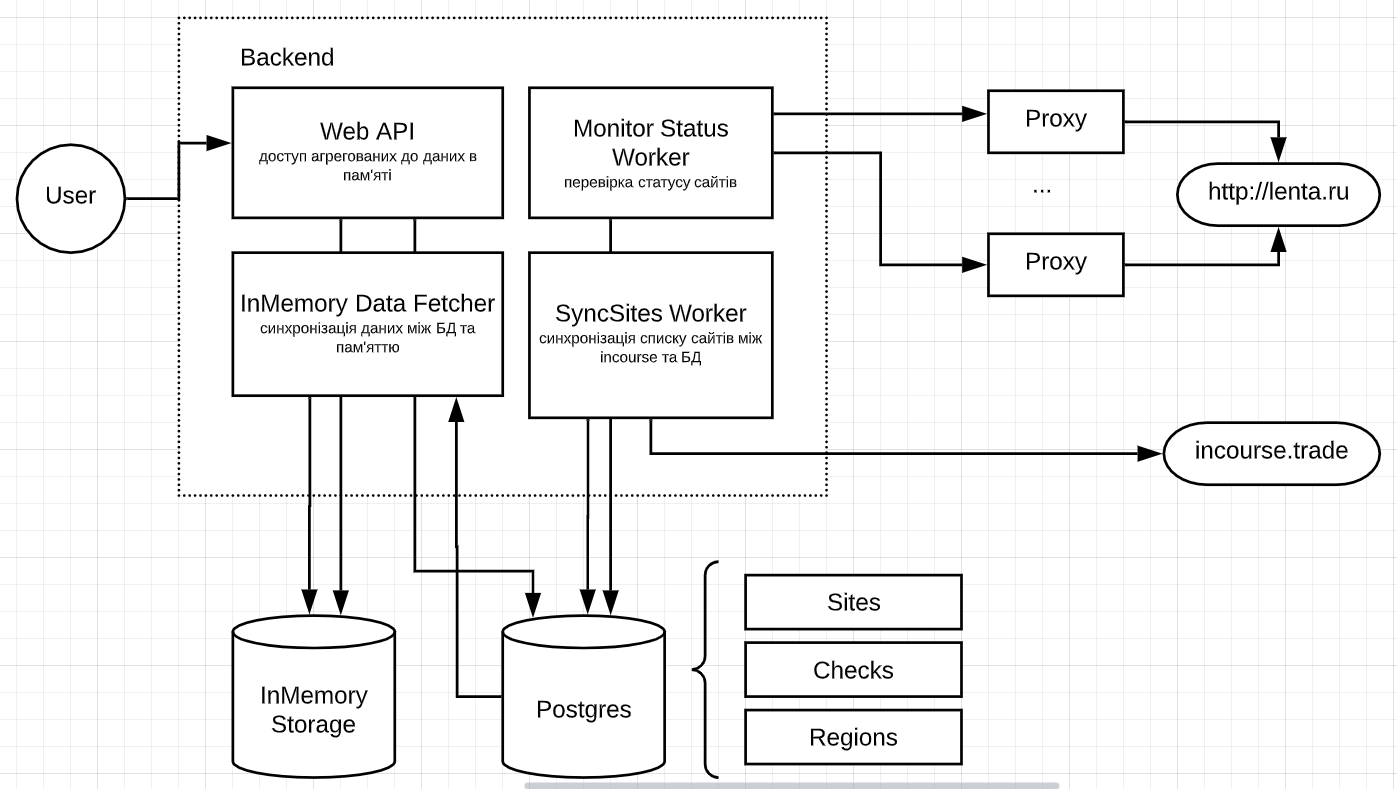 Backend
Web API
доступ агрегованих до даних в
пам'яті
Monitor Status
Worker
перевірка статусу сайтів
Proxy
...
Proxy
http://lenta.ru
User
InMemory Data Fetcher
синхронізація даних між БД та
пам'яттю
SyncSites Worker
синхронізація списку сайтів між
incourse та БД
incourse.trade
InMemory
Storage
Postgres
Sites
Checks
Regions